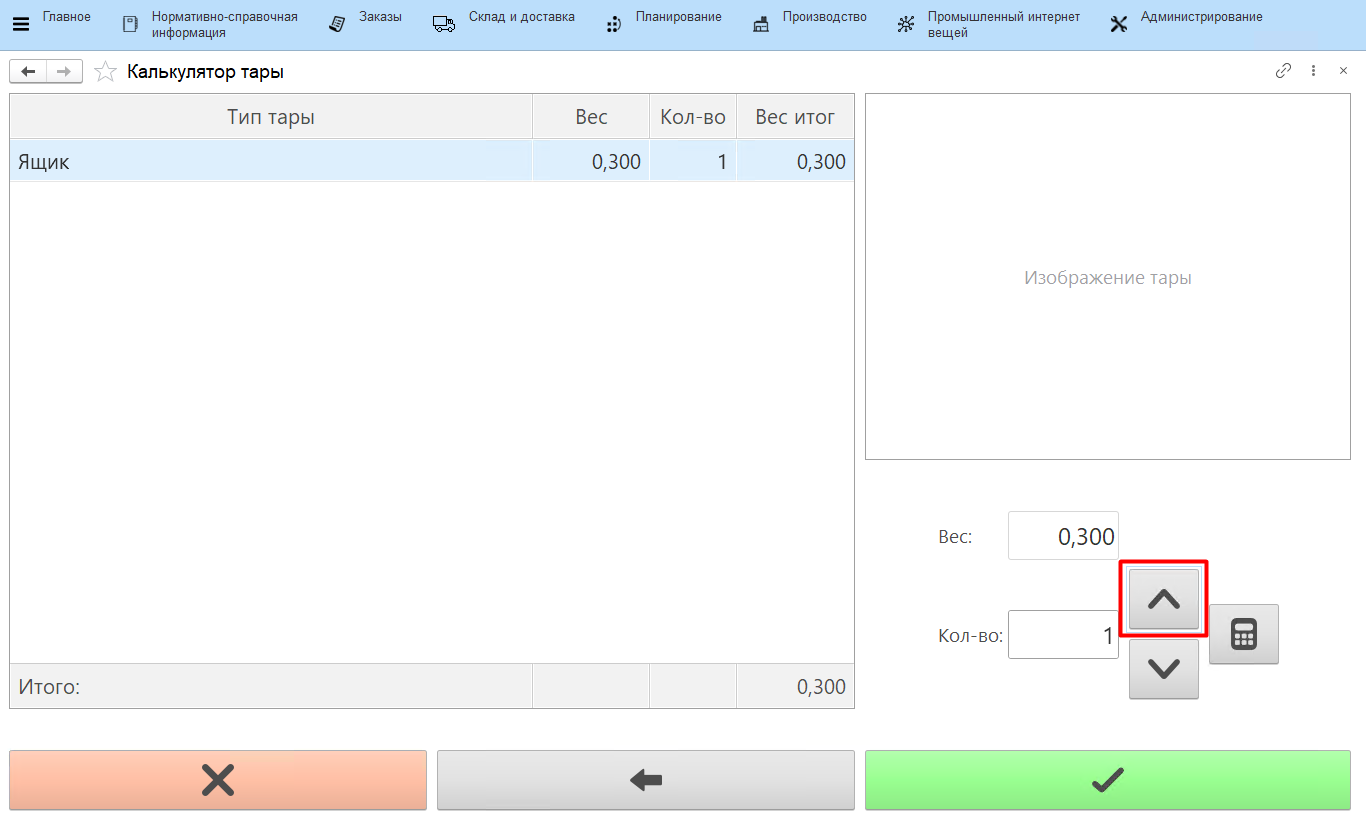 Главное
Нормативно-справочная
информация
Заказы
Склад и доставка
Планирование
Производство
Промышленный интернет
вещей
Администрирование
Калькулятор тары
Тип тары Вес Кол-во Вес итог
Ящик 0,300 1 0,300
Изображение тары
Вес: 0,300
Кол-во: 1
Итого: 0,300